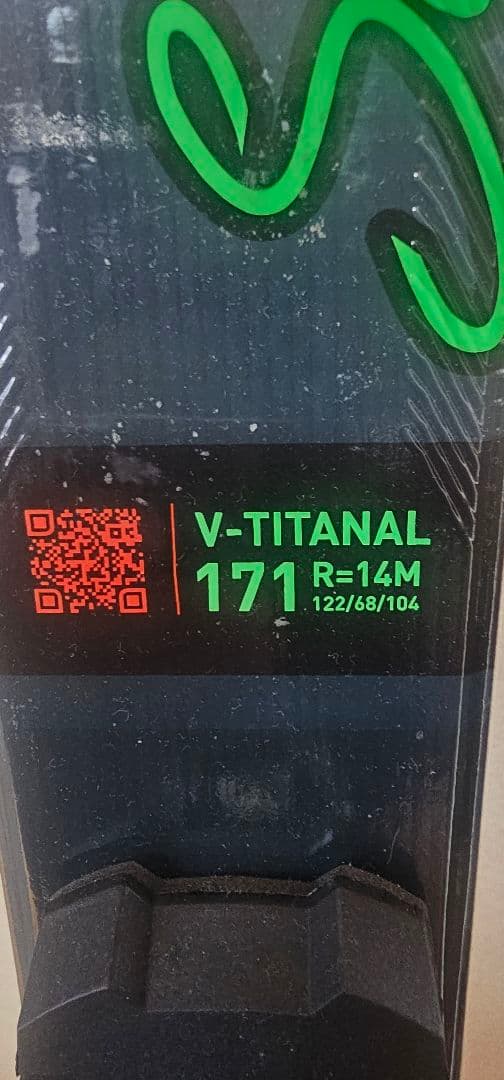 V-TITANAL
171 R=14M
122/68/104